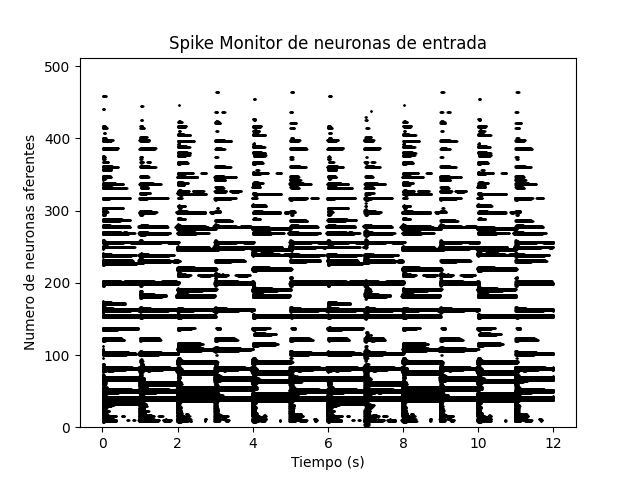 Spike Monitor de neuronas de entrada
500
400
300
200
100
0
Numero de neuronas aferentes
0 2 4 6 8 10 12
Tiempo (s)